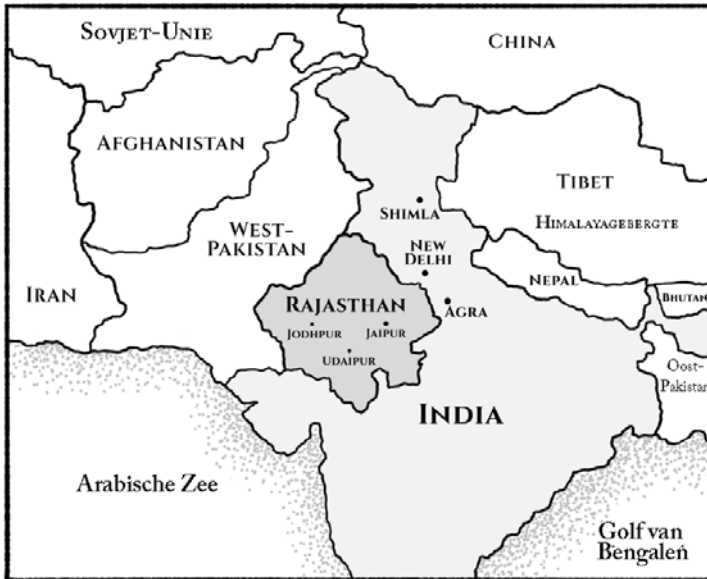 SOVJET-UNIE
CHINA
AFGHANISTAN
TIBET
SHIMLA
HIMALAYAGEBERGTE
WEST-
PAKISTAN
NEW
DELHI
NEPAL
IRAN
RAJASTHAN
AGRA
BHUTAN
JODHPUR
JAIPUR
UDAIPUR
OOST-
PAKISTAN
INDIA
Arabische Zee
Golf van
Bengalen